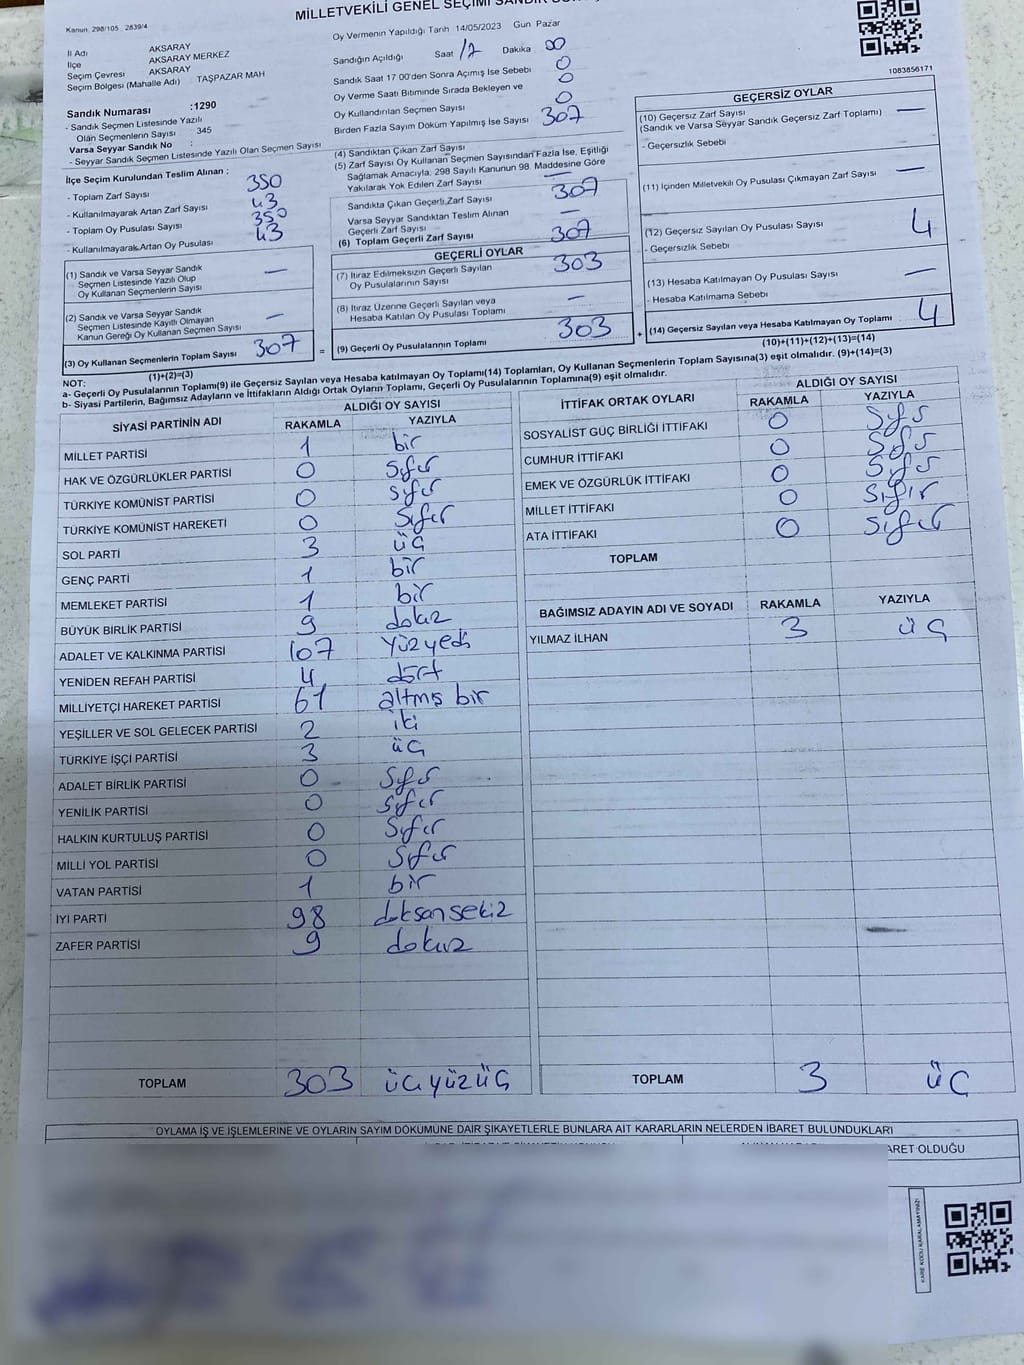 MİLLETVEKİLİ GENEL SEÇİMİ SANDIK
Kanun: 298/105 2839/4
İl Adı AKSARAY
İlçe AKSARAY MERKEZ
Seçim Çevresi AKSARAY
Seçim Bölgesi (Mahalle Adı) TAŞPAZAR MAH
Sandık Numarası :1290
- Sandık Seçmen Listesinde Yazılı
Olan Seçmenlerin Sayısı 345
Varsa Seyyar Sandık No :
- Seyyar Sandık Seçmen Listesinde Yazılı Olan Seçmen Sayısı
İlçe Seçim Kurulundan Teslim Alınan :
- Toplam Zarf Sayısı 350
- Kullanılmayarak Artan Zarf Sayısı 43
- Toplam Oy Pusulası Sayısı 350
- Kullanılmayarak Artan Oy Pusulası 43
(1) Sandık ve Varsa Seyyar Sandık
Seçmen Listesinde Yazılı Olup
Oy Kullanan Seçmenlerin Sayısı —
(2) Sandık ve Varsa Seyyar Sandık
Seçmen Listesinde Kayıtlı Olmayan
Kanun Gereği Oy Kullanan Seçmen Sayısı —
(3) Oy Kullanan Seçmenlerin Toplam Sayısı 307
(1)+(2)=(3)
Oy Vermenin Yapıldığı Tarih 14/05/2023 Gün Pazar
Sandığın Açıldığı Saat 17 Dakika 00
Sandık Saat 17:00'den Sonra Açımış İse Sebebi 0
Oy Verme Saati Bitiminde Sırada Bekleyen ve 0
Oy Kullandırılan Seçmen Sayısı 0
Birden Fazla Sayım Döküm Yapılmış İse Sayısı 307
(4) Sandıktan Çıkan Zarf Sayısı
(5) Zarf Sayısı Oy Kullanan Seçmen Sayısından Fazla İse, Eşitliği
Sağlamak Amacıyla, 298 Sayılı Kanunun 98. Maddesine Göre
Yakılarak Yok Edilen Zarf Sayısı —
Sandıkta Çıkan Geçerli Zarf Sayısı 307
Varsa Seyyar Sandıktan Teslim Alınan
Geçerli Zarf Sayısı —
(6) Toplam Geçerli Zarf Sayısı 307
GEÇERLİ OYLAR
(7) İtiraz Edilmeksizin Geçerli Sayılan
Oy Pusulalarının Sayısı 303
(8) İtiraz Üzerine Geçerli Sayılan veya
Hesaba Katılan Oy Pusulası Toplamı —
= (9) Geçerli Oy Pusulalarının Toplamı 303 +
1083856171
GEÇERSİZ OYLAR
(10) Geçersiz Zarf Sayısı —
(Sandık ve Varsa Seyyar Sandık Geçersiz Zarf Toplamı)
- Geçersizlik Sebebi
(11) İçinden Milletvekili Oy Pusulası Çıkmayan Zarf Sayısı —
(12) Geçersiz Sayılan Oy Pusulası Sayısı 4
- Geçersizlik Sebebi
(13) Hesaba Katılmayan Oy Pusulası Sayısı —
- Hesaba Katılmama Sebebi
(14) Geçersiz Sayılan veya Hesaba Katılmayan Oy Toplamı 4
(10)+(11)+(12)+(13)=(14)
NOT:
a- Geçerli Oy Pusulalarının Toplamı(9) ile Geçersiz Sayılan veya Hesaba katılmayan Oy Toplamı(14) Toplamları, Oy Kullanan Seçmenlerin Toplam Sayısına(3) eşit olmalıdır. (9)+(14)=(3)
b- Siyasi Partilerin, Bağımsız Adayların ve İttifakların Aldığı Ortak Oyların Toplamı, Geçerli Oy Pusulalarının Toplamına(9) eşit olmalıdır.
SİYASİ PARTİNİN ADI ALDIĞI OY SAYISI
RAKAMLA YAZIYLA
MİLLET PARTİSİ 1 bir
HAK VE ÖZGÜRLÜKLER PARTİSİ 0 sıfır
TÜRKİYE KOMÜNİST PARTİSİ 0 sıfır
TÜRKİYE KOMÜNİST HAREKETİ 0 sıfır
SOL PARTİ 3 üç
GENÇ PARTİ 1 bir
MEMLEKET PARTİSİ 1 bir
BÜYÜK BİRLİK PARTİSİ 9 dokuz
ADALET VE KALKINMA PARTİSİ 107 yüzyedi
YENİDEN REFAH PARTİSİ 4 dört
MİLLİYETÇİ HAREKET PARTİSİ 61 altmış bir
YEŞİLLER VE SOL GELECEK PARTİSİ 2 iki
TÜRKİYE İŞÇİ PARTİSİ 3 üç
ADALET BİRLİK PARTİSİ 0 sıfır
YENİLİK PARTİSİ 0 sıfır
HALKIN KURTULUŞ PARTİSİ 0 sıfır
MİLLİ YOL PARTİSİ 0 sıfır
VATAN PARTİSİ 1 bir
İYİ PARTİ 98 doksansekiz
ZAFER PARTİSİ 9 dokuz
TOPLAM 303 üçyüzüç
İTTİFAK ORTAK OYLARI ALDIĞI OY SAYISI
RAKAMLA YAZIYLA
SOSYALİST GÜÇ BİRLİĞİ İTTİFAKI 0 sıfır
CUMHUR İTTİFAKI 0 sıfır
EMEK VE ÖZGÜRLÜK İTTİFAKI 0 sıfır
MİLLET İTTİFAKI 0 sıfır
ATA İTTİFAKI 0 sıfır
TOPLAM
BAĞIMSIZ ADAYIN ADI VE SOYADI RAKAMLA YAZIYLA
YILMAZ İLHAN 3 üç
TOPLAM 3 üç
OYLAMA İŞ VE İŞLEMLERİNE VE OYLARIN SAYIM DÖKÜMÜNE DAİR ŞİKAYETLERLE BUNLARA AİT KARARLARIN NELERDEN İBARET BULUNDUKLARI
ARET OLDUĞU
KARE KODU KARALAMAYINIZ!